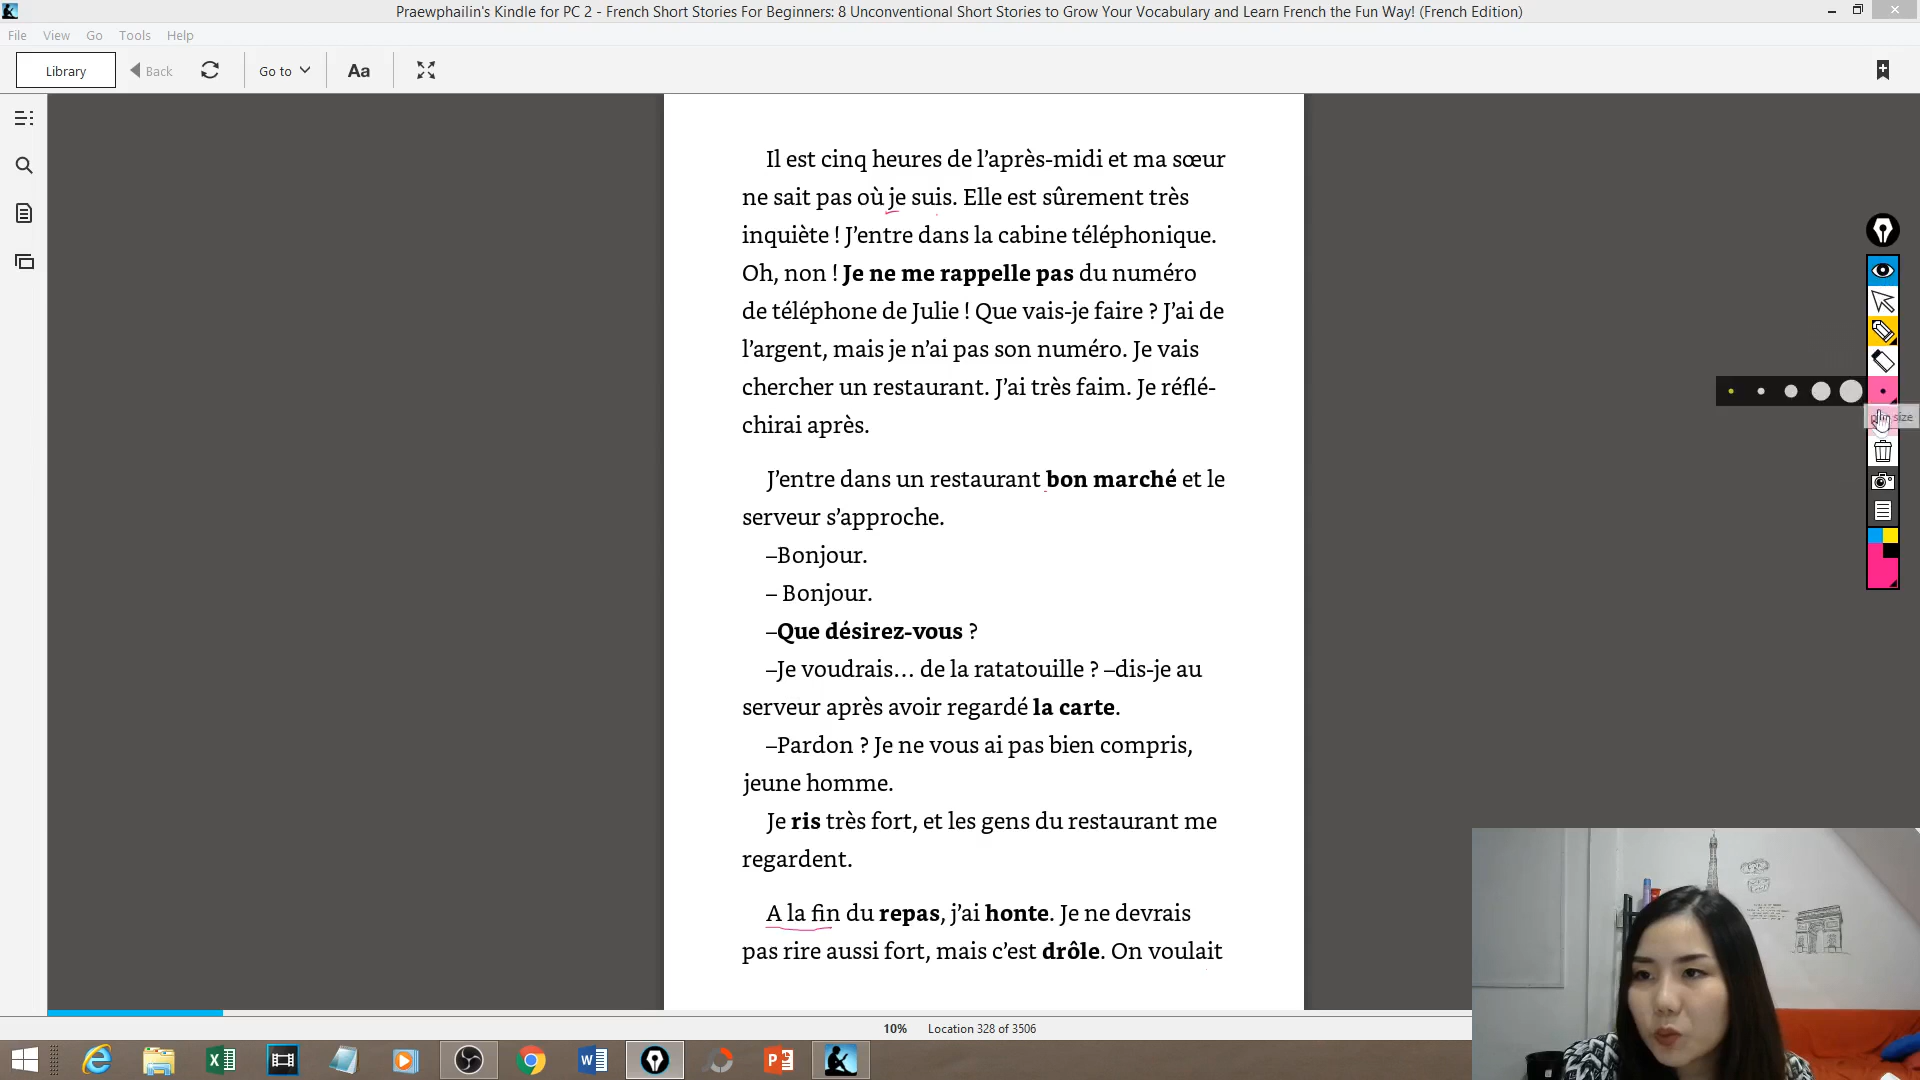 Praewphailin's Kindle for PC 2 - French Short Stories For Beginners: 8 Unconventional Short Stories to Grow Your Vocabulary and Learn French the Fun Way! (French Edition)
File View Go Tools Help
Library Back Go to Aa
Il est cinq heures de l’après-midi et ma sœur
ne sait pas où je suis. Elle est sûrement très
inquiète ! J’entre dans la cabine téléphonique.
Oh, non ! Je ne me rappelle pas du numéro
de téléphone de Julie ! Que vais-je faire ? J’ai de
l’argent, mais je n’ai pas son numéro. Je vais
chercher un restaurant. J’ai très faim. Je réflé-
chirai après.
J’entre dans un restaurant bon marché et le
serveur s’approche.
–Bonjour.
– Bonjour.
–Que désirez-vous ?
–Je voudrais… de la ratatouille ? –dis-je au
serveur après avoir regardé la carte.
–Pardon ? Je ne vous ai pas bien compris,
jeune homme.
Je ris très fort, et les gens du restaurant me
regardent.
A la fin du repas, j’ai honte. Je ne devrais
pas rire aussi fort, mais c’est drôle. On voulait
size
10% Location 328 of 3506